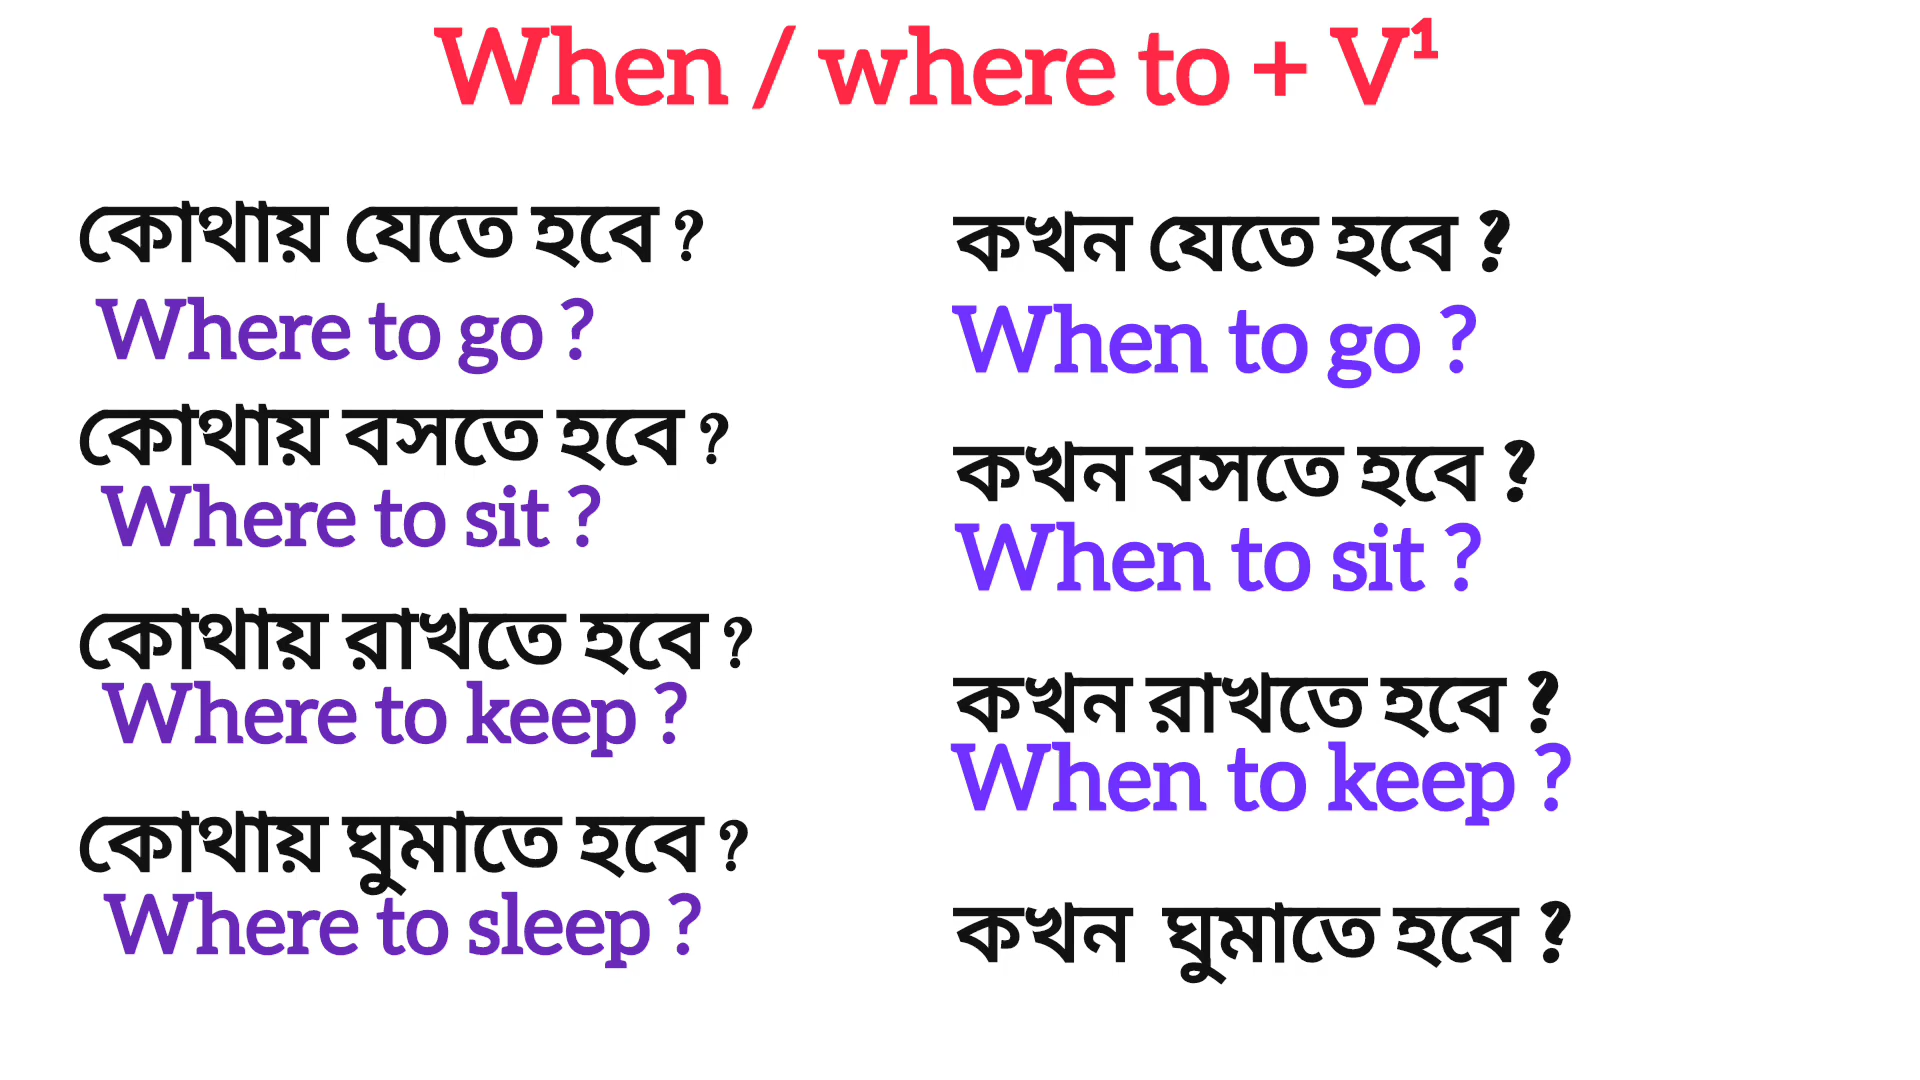 When / where to + V¹
কোথায় যেতে হবে ?
Where to go ?
কোথায় বসতে হবে ?
Where to sit ?
কোথায় রাখতে হবে ?
Where to keep ?
কোথায় ঘুমাতে হবে ?
Where to sleep ?
কখন যেতে হবে ?
When to go ?
কখন বসতে হবে ?
When to sit ?
কখন রাখতে হবে ?
When to keep ?
কখন ঘুমাতে হবে ?